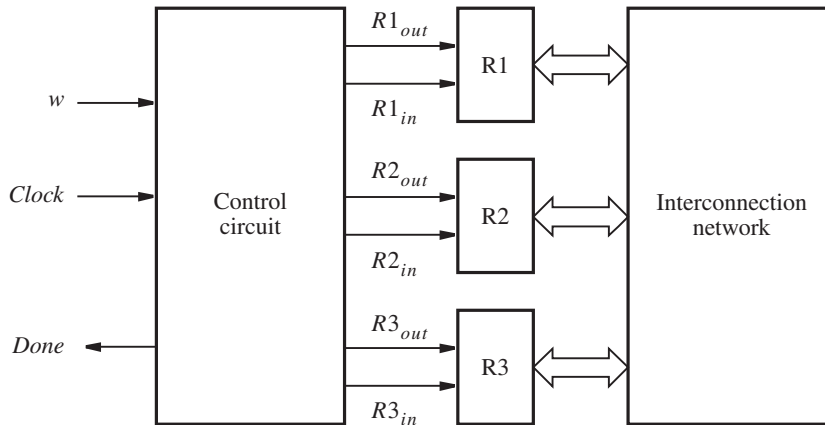 R1out
R1
R1in
w
R2out
Clock
Control
circuit
R2
Interconnection
network
R2in
R3out
Done
R3
R3in